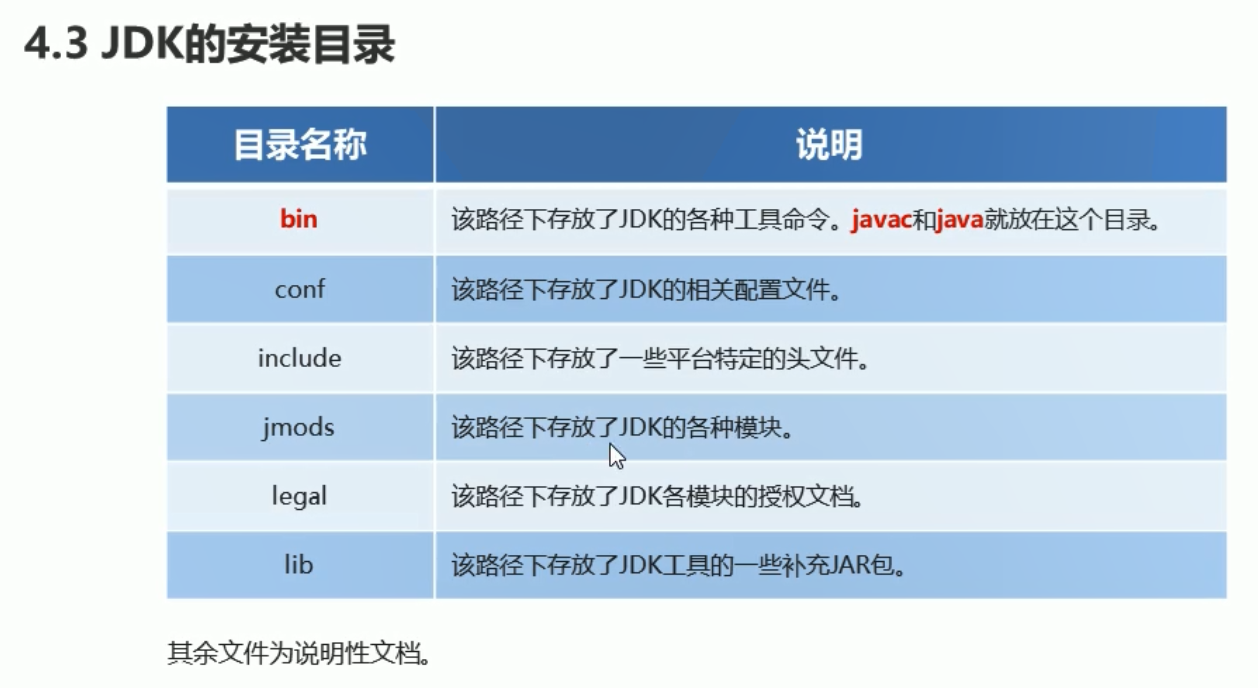 4.3 JDK的安装目录
目录名称 说明
bin 该路径下存放了JDK的各种工具命令。javac和java就放在这个目录。
conf 该路径下存放了JDK的相关配置文件。
include 该路径下存放了一些平台特定的头文件。
jmods 该路径下存放了JDK的各种模块。
legal 该路径下存放了JDK各模块的授权文档。
lib 该路径下存放了JDK工具的一些补充JAR包。
其余文件为说明性文档。